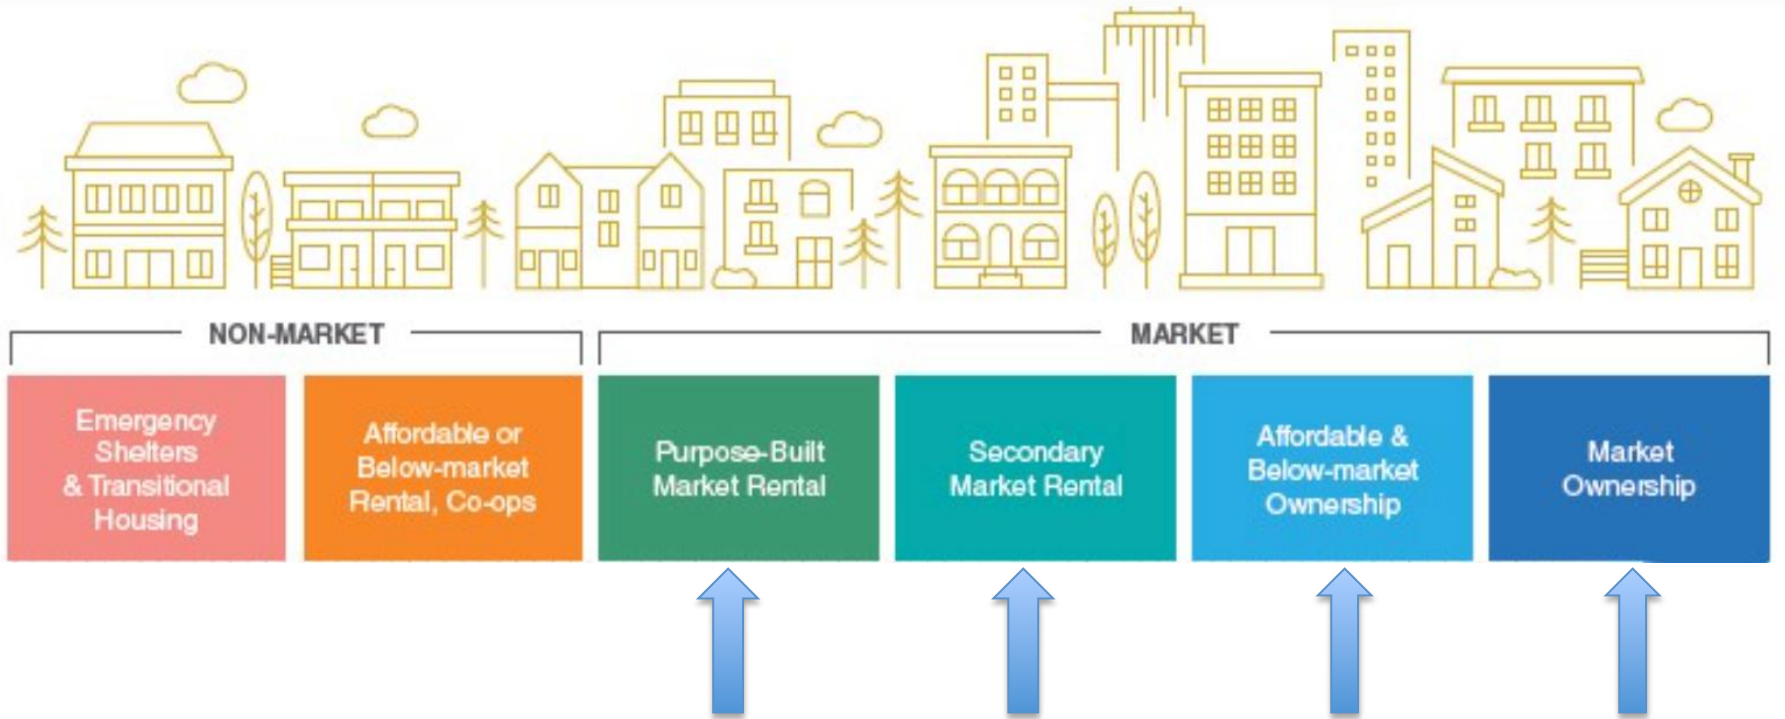 NON-MARKET
MARKET
Emergency
Shelters
& Transitional
Housing
Affordable or
Below-market
Rental, Co-ops
Purpose-Built
Market Rental
Secondary
Market Rental
Affordable &
Below-market
Ownership
Market
Ownership